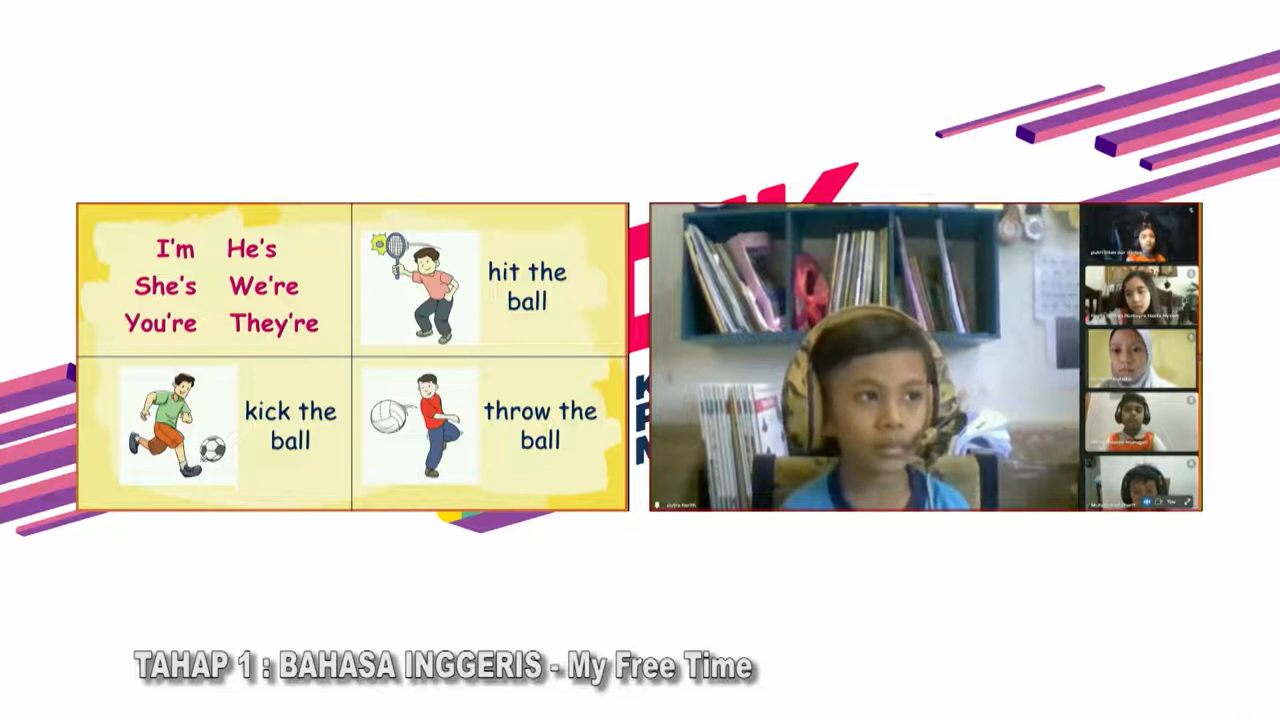 I'm He's
She's We're
You're They're
hit the
ball
kick the
ball
throw the
ball
You
TAHAP 1 : BAHASA INGGERIS - My Free Time